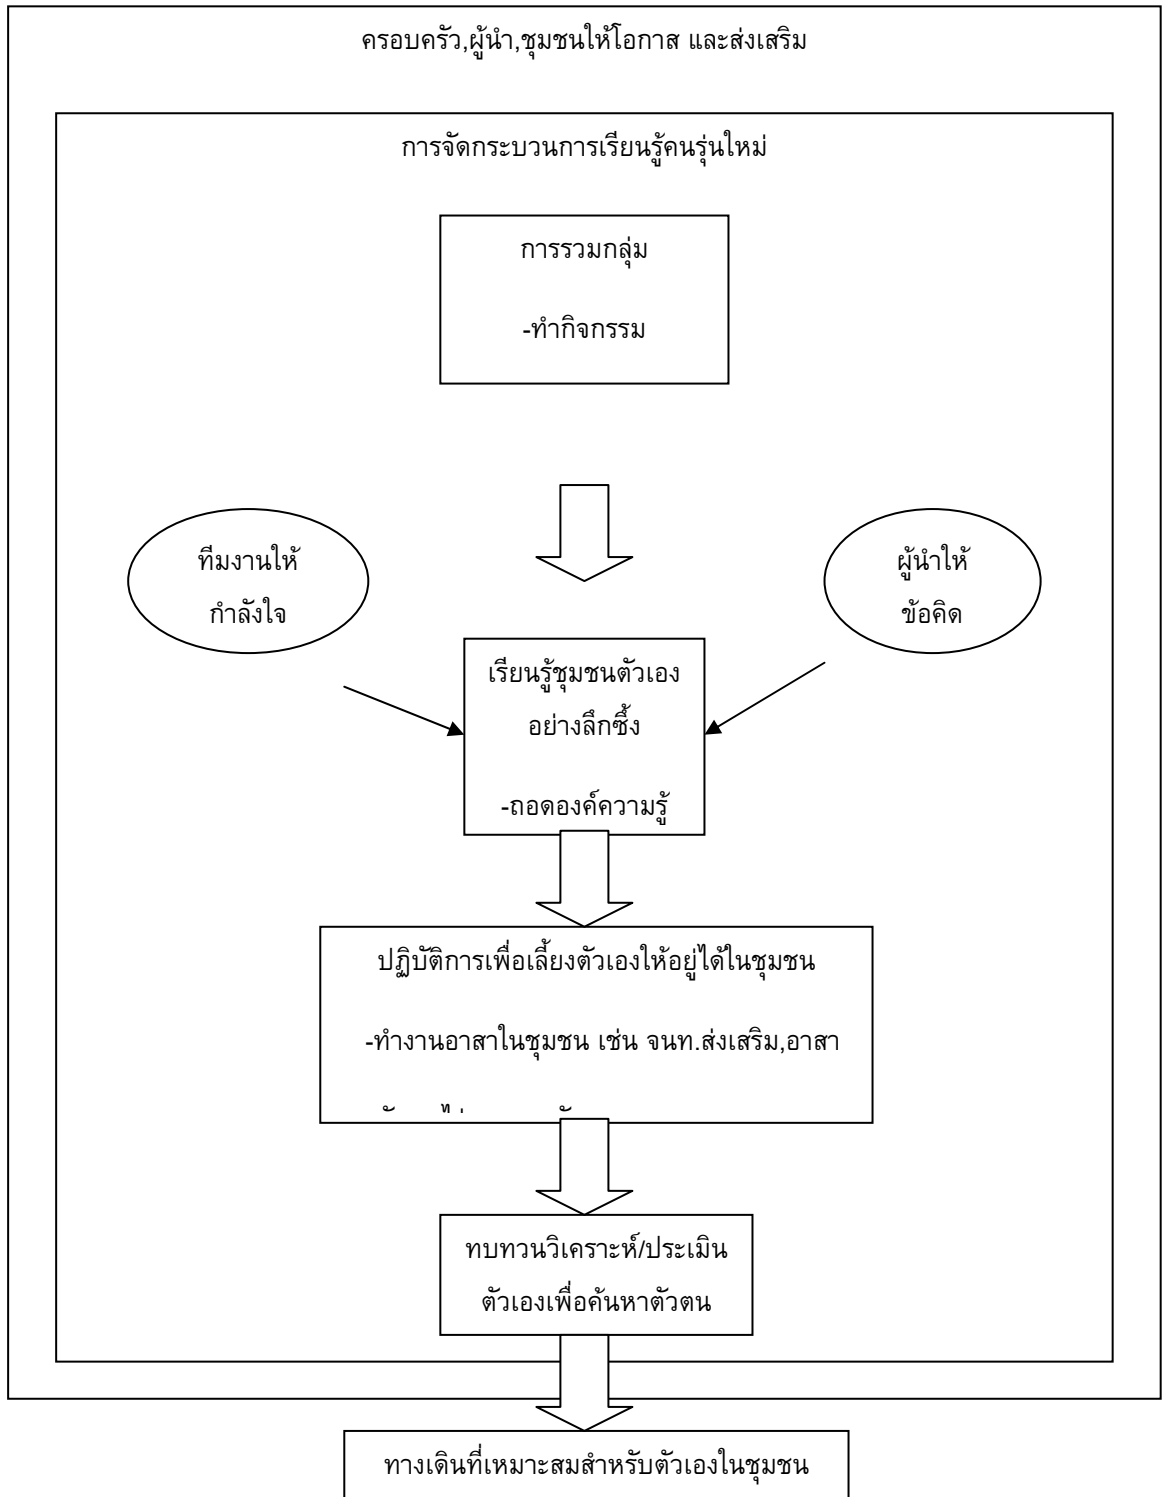 ครอบครัว,ผู้นำ,ชุมชนให้โอกาส และส่งเสริม
การจัดกระบวนการเรียนรู้คนรุ่นใหม่
การรวมกลุ่ม
-ทำกิจกรรม
ทีมงานให้
กำลังใจ
ผู้นำให้
ข้อคิด
เรียนรู้ชุมชนตัวเอง
อย่างลึกซึ้ง
-ถอดองค์ความรู้
ปฏิบัติการเพื่อเลี้ยงตัวเองให้อยู่ได้ในชุมชน
-ทำงานอาสาในชุมชน เช่น จนท.ส่งเสริม,อาสา
ทบทวนวิเคราะห์/ประเมิน
ตัวเองเพื่อค้นหาตัวตน
ทางเดินที่เหมาะสมสำหรับตัวเองในชุมชน